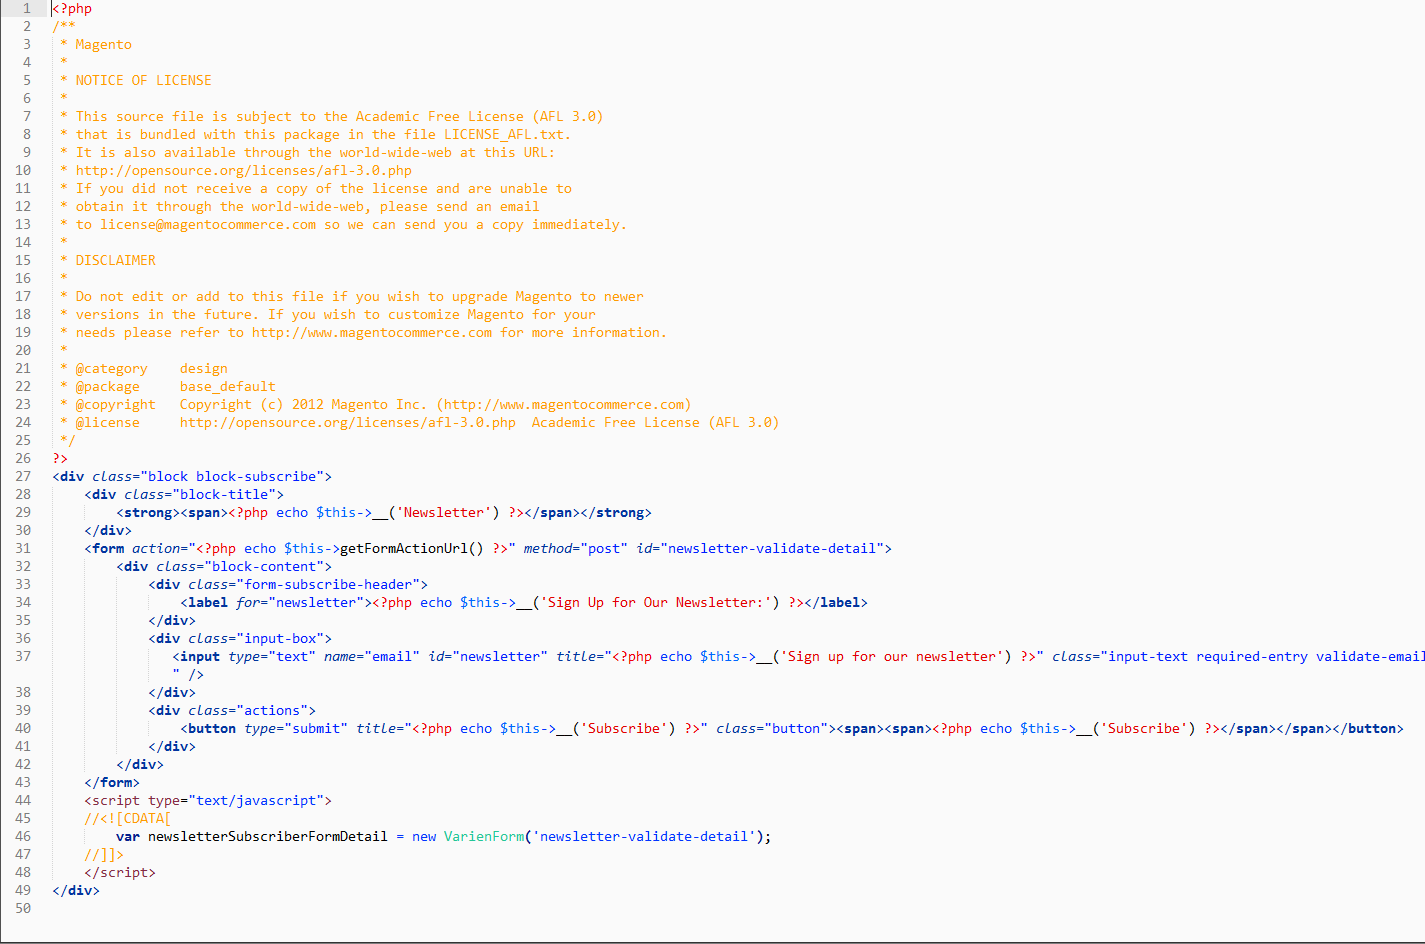 1 <?php
2 /**
3  * Magento
4  *
5  * NOTICE OF LICENSE
6  *
7  * This source file is subject to the Academic Free License (AFL 3.0)
8  * that is bundled with this package in the file LICENSE_AFL.txt.
9  * It is also available through the world-wide-web at this URL:
10  * http://opensource.org/licenses/afl-3.0.php
11  * If you did not receive a copy of the license and are unable to
12  * obtain it through the world-wide-web, please send an email
13  * to license@magentocommerce.com so we can send you a copy immediately.
14  *
15  * DISCLAIMER
16  *
17  * Do not edit or add to this file if you wish to upgrade Magento to newer
18  * versions in the future. If you wish to customize Magento for your
19  * needs please refer to http://www.magentocommerce.com for more information.
20  *
21  * @category    design
22  * @package     base_default
23  * @copyright   Copyright (c) 2012 Magento Inc. (http://www.magentocommerce.com)
24  * @license     http://opensource.org/licenses/afl-3.0.php  Academic Free License (AFL 3.0)
25  */
26 ?>
27 <div class="block block-subscribe">
28     <div class="block-title">
29         <strong><span><?php echo $this->__('Newsletter') ?></span></strong>
30     </div>
31     <form action="<?php echo $this->getFormActionUrl() ?>" method="post" id="newsletter-validate-detail">
32         <div class="block-content">
33             <div class="form-subscribe-header">
34                 <label for="newsletter"><?php echo $this->__('Sign Up for Our Newsletter:') ?></label>
35             </div>
36             <div class="input-box">
37                <input type="text" name="email" id="newsletter" title="<?php echo $this->__('Sign up for our newsletter') ?>" class="input-text required-entry validate-email
               " />
38             </div>
39             <div class="actions">
40                 <button type="submit" title="<?php echo $this->__('Subscribe') ?>" class="button"><span><span><?php echo $this->__('Subscribe') ?></span></span></button>
41             </div>
42         </div>
43     </form>
44     <script type="text/javascript">
45     //<![CDATA[
46         var newsletterSubscriberFormDetail = new VarienForm('newsletter-validate-detail');
47     //]]>
48     </script>
49 </div>
50